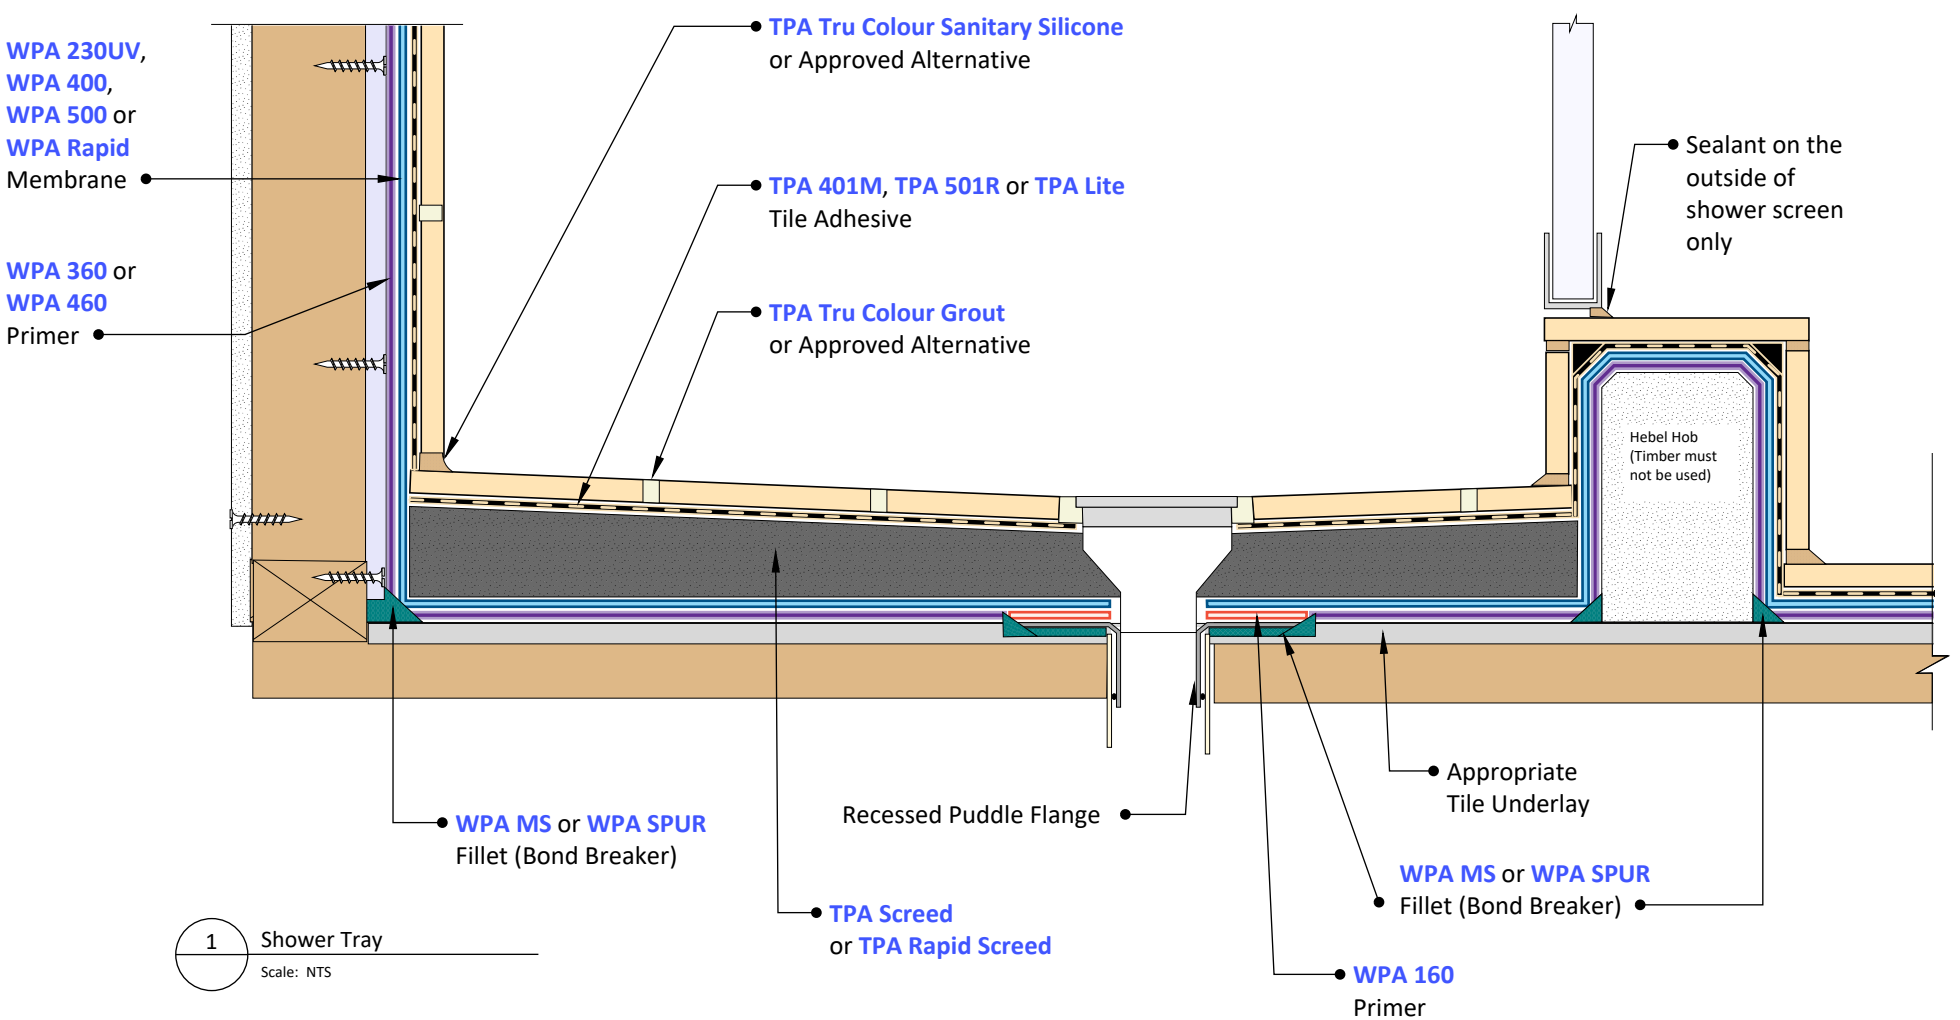 WPA 230UV,
WPA 400,
WPA 500 or
WPA Rapid
Membrane
WPA 360 or
WPA 460
Primer
TPA Tru Colour Sanitary Silicone
or Approved Alternative
TPA 401M, TPA 501R or TPA Lite
Tile Adhesive
TPA Tru Colour Grout
or Approved Alternative
Sealant on the
outside of
shower screen
only
Hebel Hob
(Timber must
not be used)
WPA MS or WPA SPUR
Fillet (Bond Breaker)
Recessed Puddle Flange
Appropriate
Tile Underlay
WPA MS or WPA SPUR
Fillet (Bond Breaker)
TPA Screed
or TPA Rapid Screed
WPA 160
Primer
1
Shower Tray
Scale: NTS